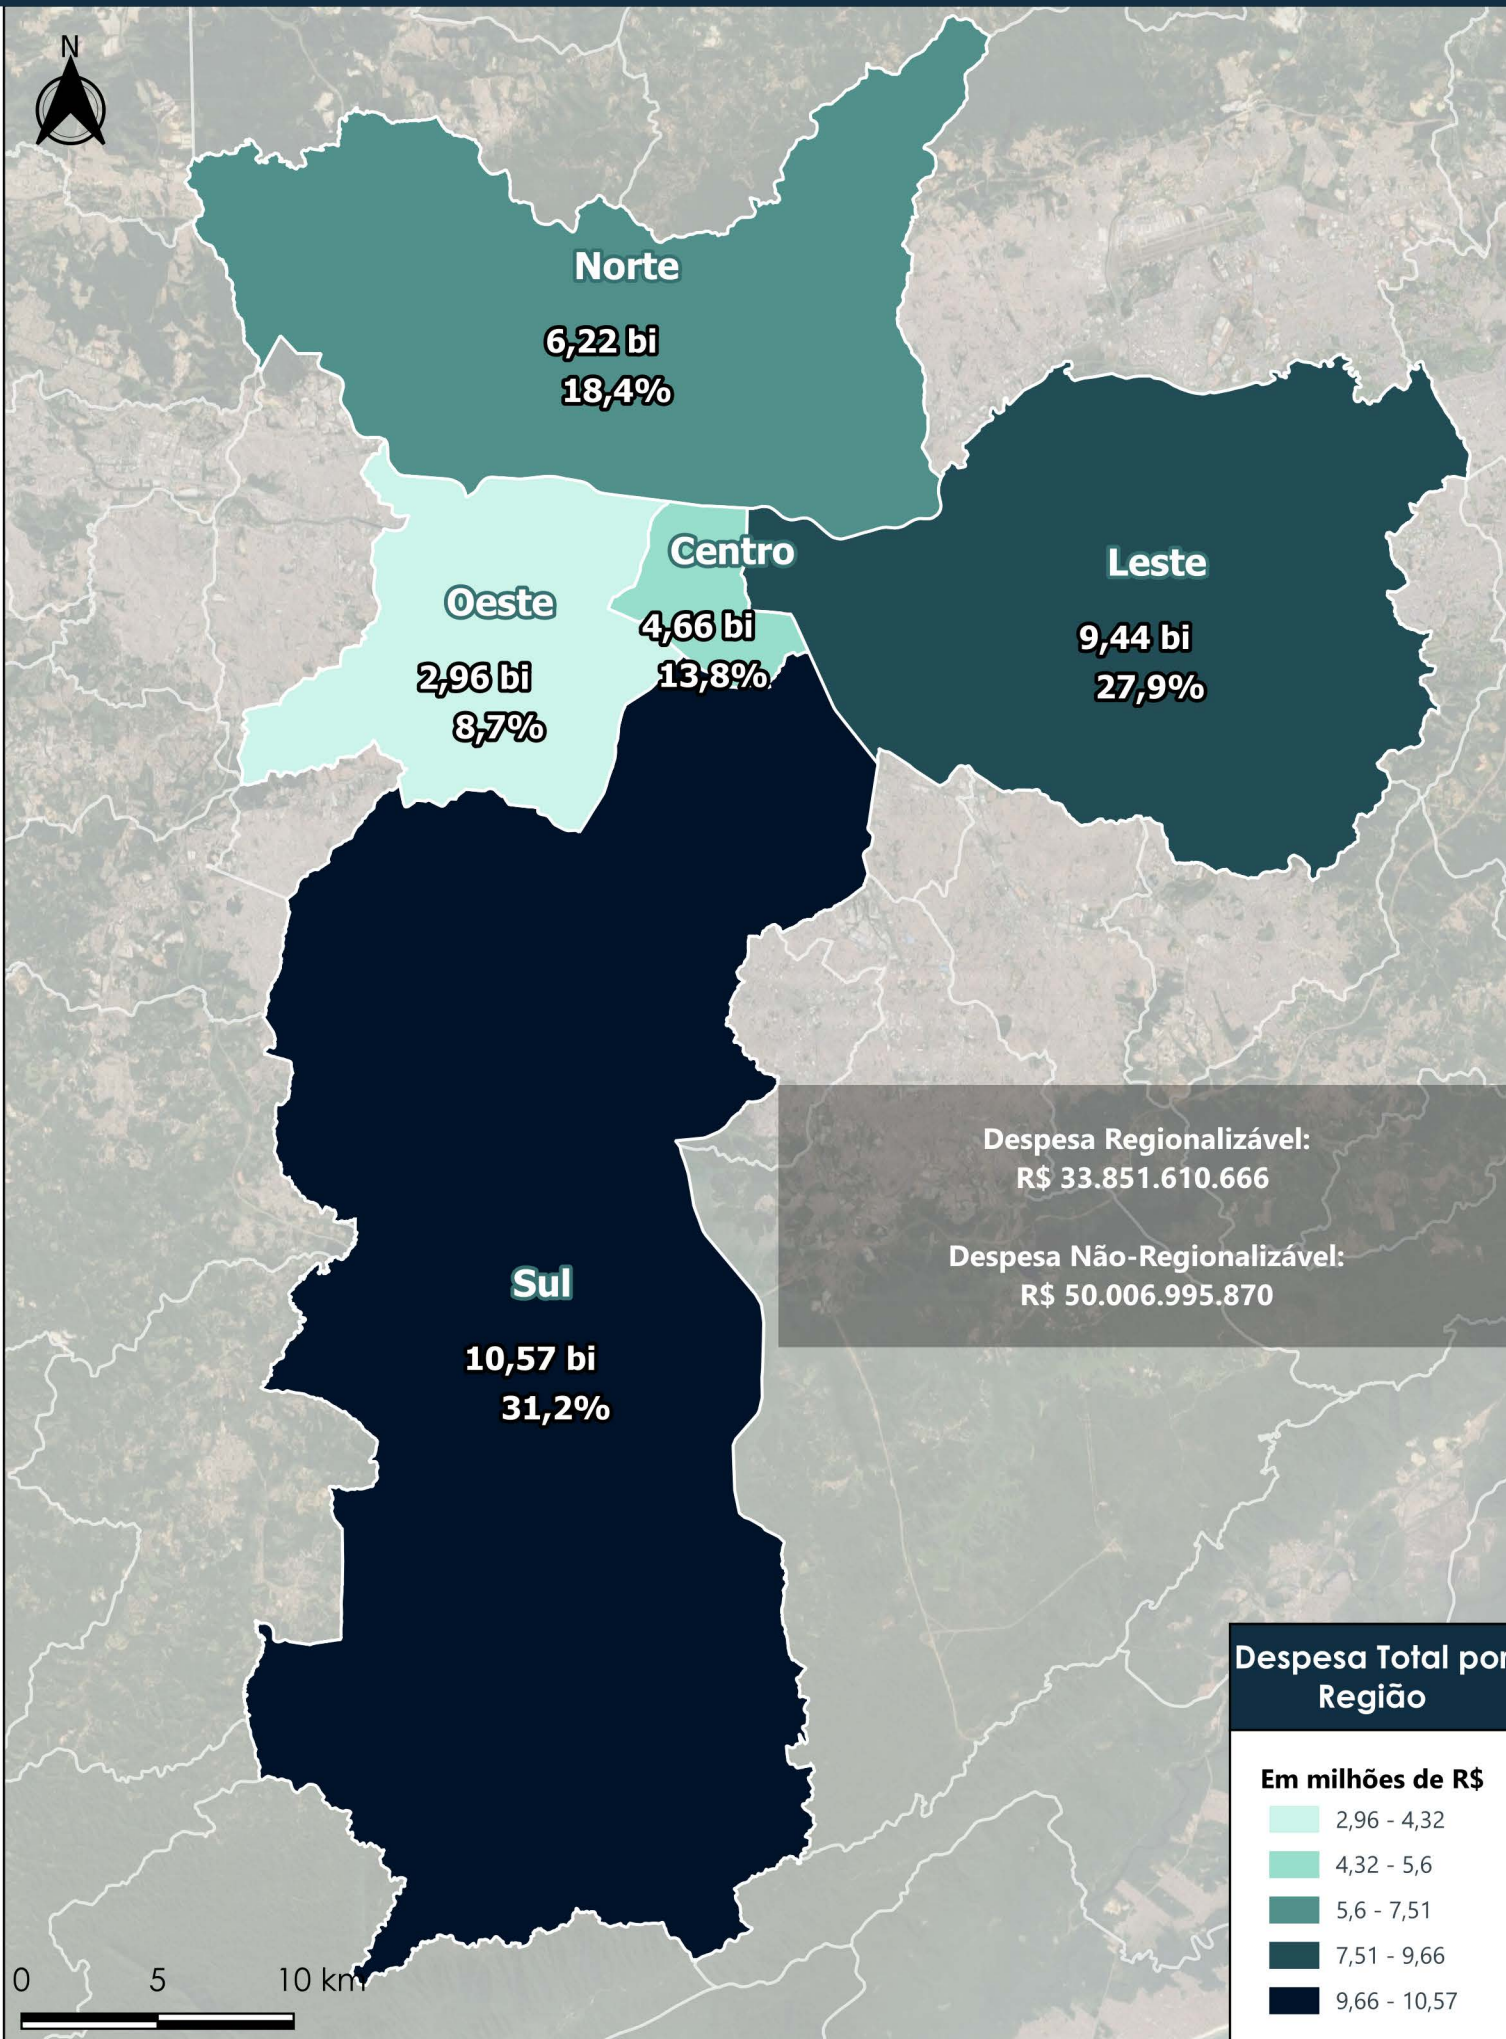 N
Norte
6,22 bi
18,4%
Centro
4,66 bi
13,8%
Leste
9,44 bi
27,9%
Oeste
2,96 bi
8,7%
Despesa Regionalizável:
R$ 33.851.610.666
Despesa Não-Regionalizável:
R$ 50.006.995.870
Sul
10,57 bi
31,2%
Despesa Total por
Região
Em milhões de R$
2,96 - 4,32
4,32 - 5,6
5,6 - 7,51
7,51 - 9,66
9,66 - 10,57
0 5 10 km